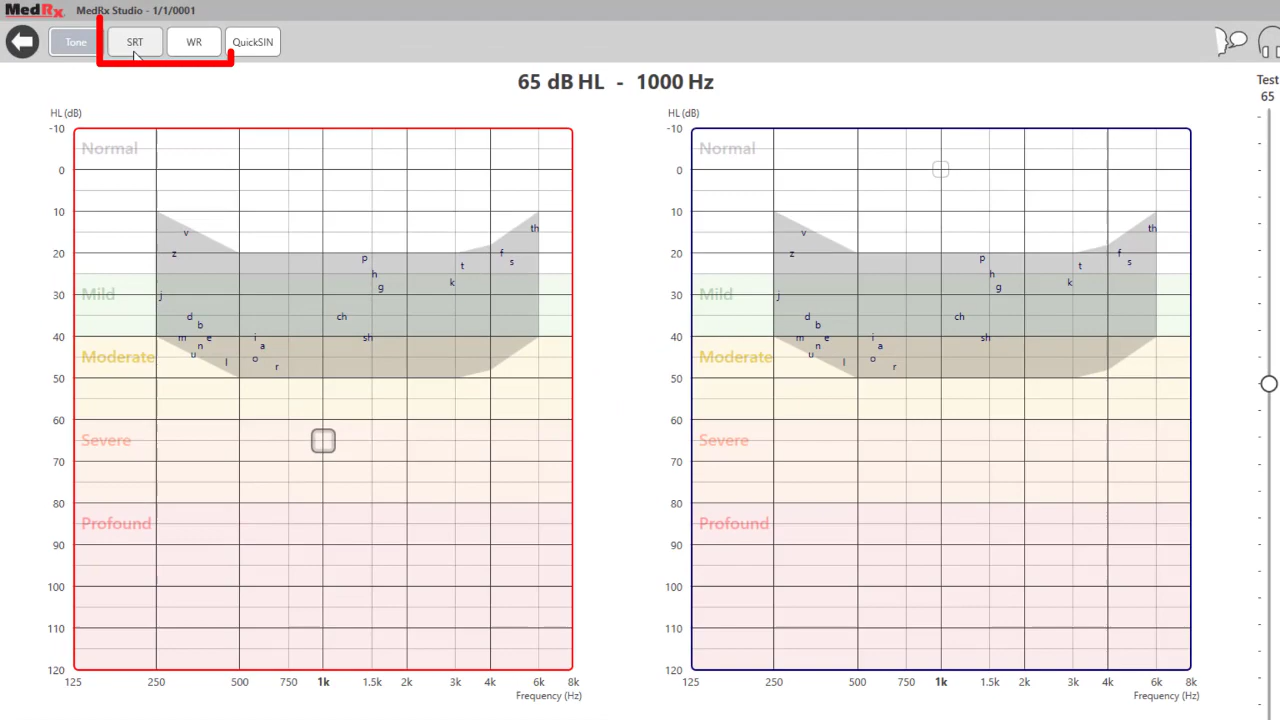 MedRx MedRx Studio - 1/1/0001
Tone SRT WR QuickSIN
65 dB HL - 1000 Hz
Test
65
HL (dB)
-10
0
10
20
30
40
50
60
70
80
90
100
110
120
Normal
Mild
Moderate
Severe
Profound
v
z
j
d
b
m
e
n
u
l
i
a
o
r
p
h
g
ch
sh
k
t
f
s
th
125 250 500 750 1k 1.5k 2k 3k 4k 6k 8k
Frequency (Hz)
HL (dB)
-10
0
10
20
30
40
50
60
70
80
90
100
110
120
Normal
Mild
Moderate
Severe
Profound
v
z
j
d
b
m
e
n
u
l
i
a
o
r
p
h
g
ch
sh
k
t
f
s
th
125 250 500 750 1k 1.5k 2k 3k 4k 6k 8k
Frequency (Hz)